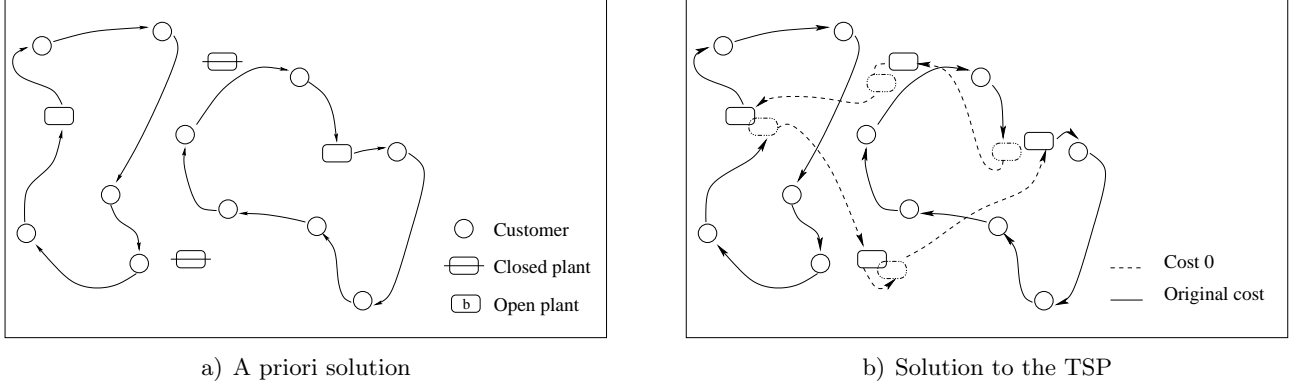 Customer
Closed plant
b Open plant
Cost 0
Original cost
a) A priori solution
b) Solution to the TSP